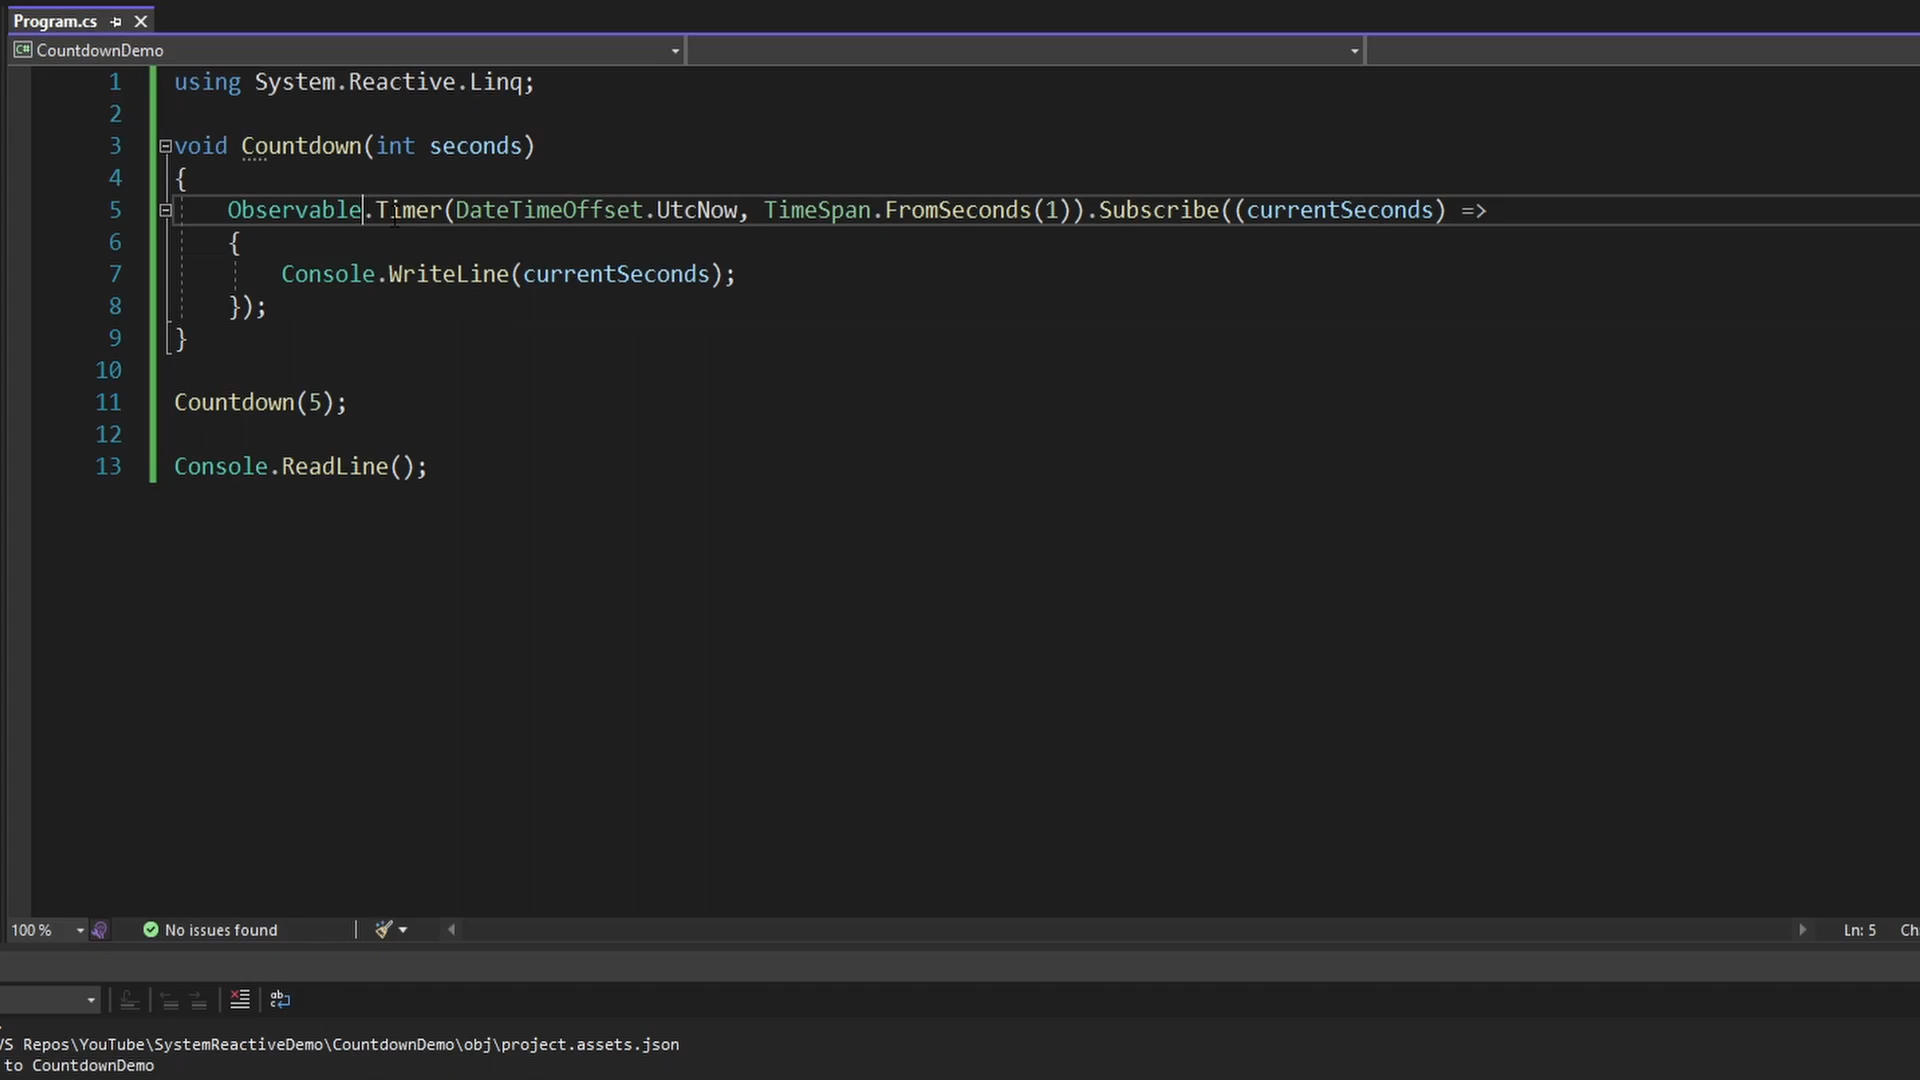 Program.cs
C# CountdownDemo
1 using System.Reactive.Linq;
2
3 void Countdown(int seconds)
4 {
5 Observable.Timer(DateTimeOffset.UtcNow, TimeSpan.FromSeconds(1)).Subscribe((currentSeconds) =>
6 {
7 Console.WriteLine(currentSeconds);
8 });
9 }
10
11 Countdown(5);
12
13 Console.ReadLine();
100 % No issues found Ln: 5 Ch
VS Repos\YouTube\SystemReactiveDemo\CountdownDemo\obj\project.assets.json
to CountdownDemo